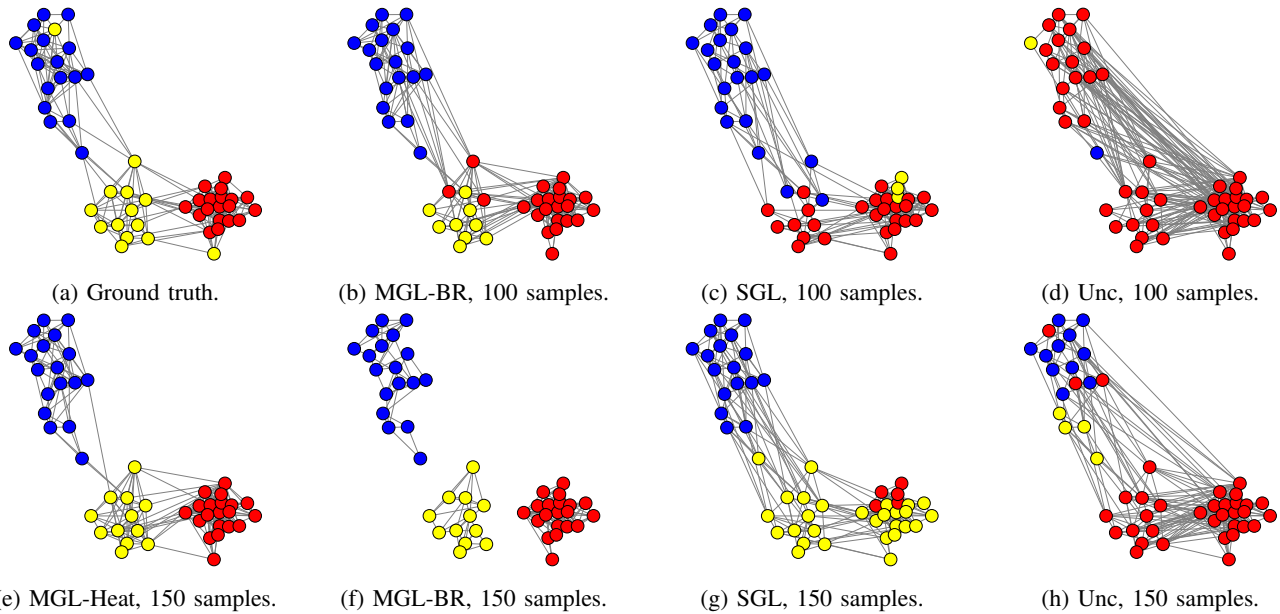 (a) Ground truth.
(b) MGL-BR, 100 samples.
(c) SGL, 100 samples.
(d) Unc, 100 samples.
e) MGL-Heat, 150 samples.
(f) MGL-BR, 150 samples.
(g) SGL, 150 samples.
(h) Unc, 150 samples.